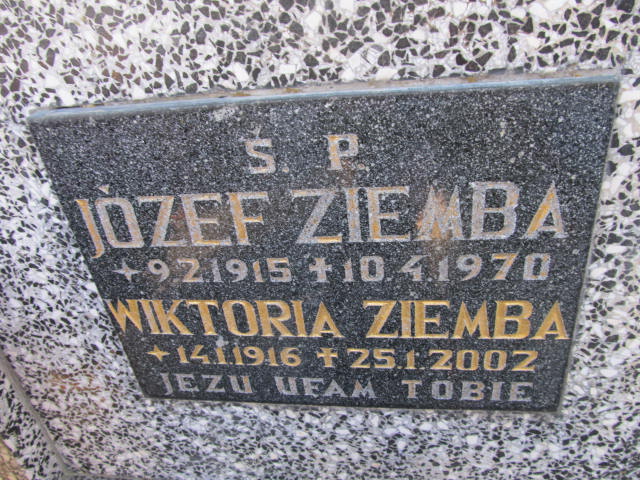 Ś. P.
JÓZEF ZIEMBA
+9.2.1915 ✝10.4.1970
WIKTORIA ZIEMBA
+14.1.1916 ✝25.1.2002
JEZU UFAM TOBIE